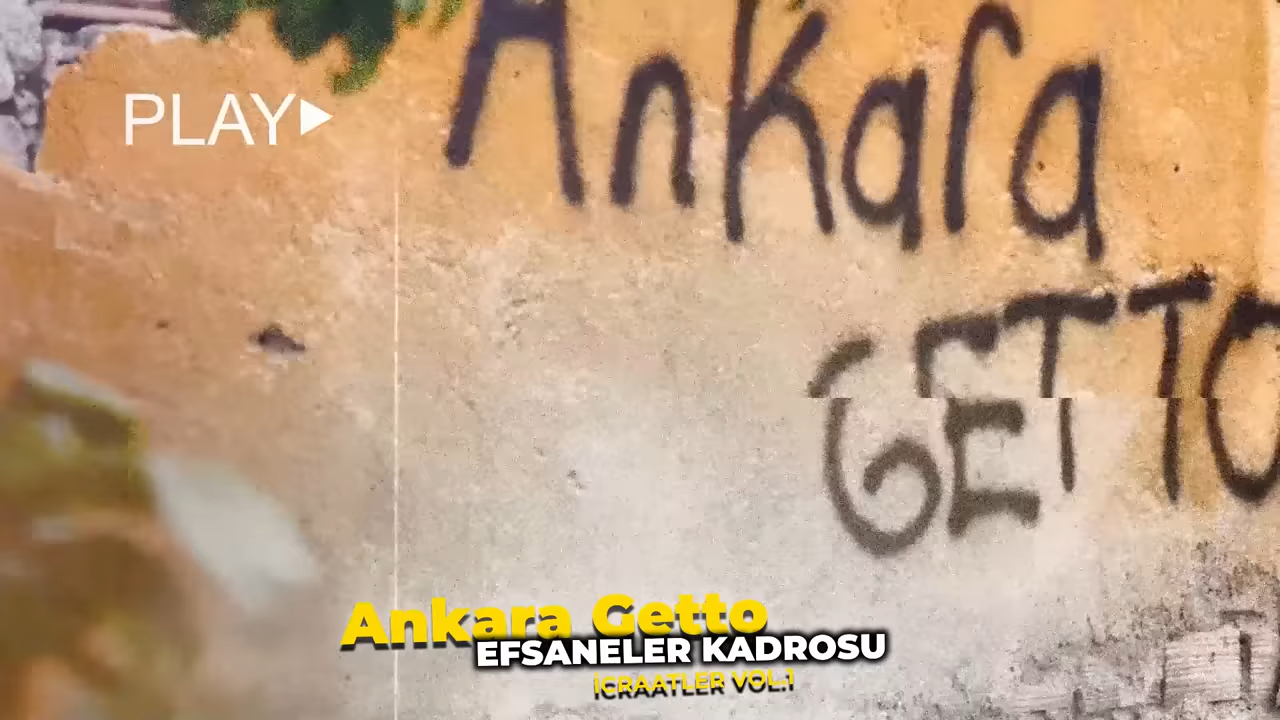 PLAY
Ankara
GETTO
Ankara Getto
EFSANELER KADROSU
İCRAATLER VOL.1